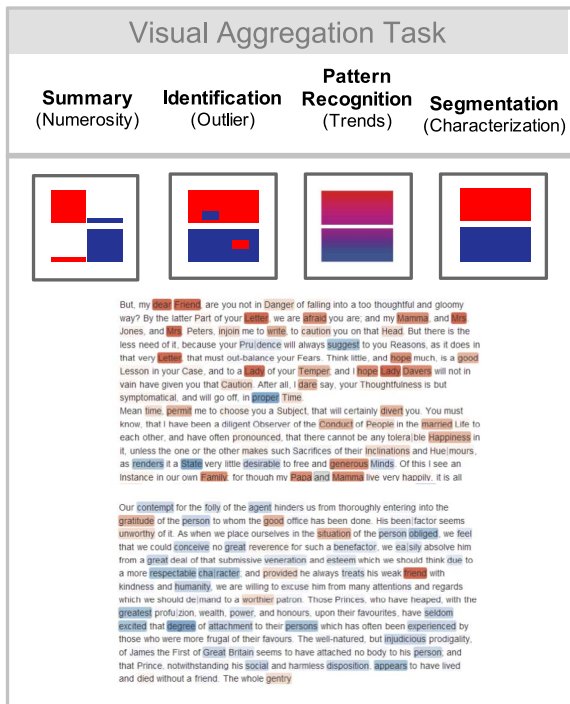 Visual Aggregation Task
Summary
(Numerosity)
Identification
(Outlier)
Pattern
Recognition
(Trends)
Segmentation
(Characterization)
But, my dear Friend, are you not in Danger of falling into a too thoughtful and gloomy
way? By the latter Part of your Letter, we are afraid you are; and my Mamma, and Mrs.
Jones, and Mrs. Peters, injoin me to write, to caution you on that Head. But there is the
less need of it, because your Pru|dence will always suggest to you Reasons, as it does in
that very Letter, that must out-balance your Fears. Think little, and hope much, is a good
Lesson in your Case, and to a Lady of your Temper; and I hope Lady Davers will not in
vain have given you that Caution. After all, I dare say, your Thoughtfulness is but
symptomatical, and will go off, in proper Time.
Mean time, permit me to choose you a Subject, that will certainly divert you. You must
know, that I have been a diligent Observer of the Conduct of People in the married Life to
each other, and have often pronounced, that there cannot be any tolera|ble Happiness in
it, unless the one or the other makes such Sacrifices of their Inclinations and Hue|mours,
as renders it a State very little desirable to free and generous Minds. Of this I see an
Instance in our own Family; for though my Papa and Mamma live very happily, it is all
Our contempt for the folly of the agent hinders us from thoroughly entering into the
gratitude of the person to whom the good office has been done. His been|factor seems
unworthy of it. As when we place ourselves in the situation of the person obliged, we feel
that we could conceive no great reverence for such a benefactor, we ea|sily absolve him
from a great deal of that submissive veneration and esteem which we should think due to
a more respectable cha|racter, and provided he always treats his weak friend with
kindness and humanity, we are willing to excuse him from many attentions and regards
which we should de|mand to a worthier patron. Those Princes, who have heaped, with the
greatest profu|zion, wealth, power, and honours, upon their favourites, have seldom
excited that degree of attachment to their persons which has often been experienced by
those who were more frugal of their favours. The well-natured, but injudicious prodigality,
of James the First of Great Britain seems to have attached no body to his person; and
that Prince, notwithstanding his social and harmless disposition, appears to have lived
and died without a friend. The whole gentry